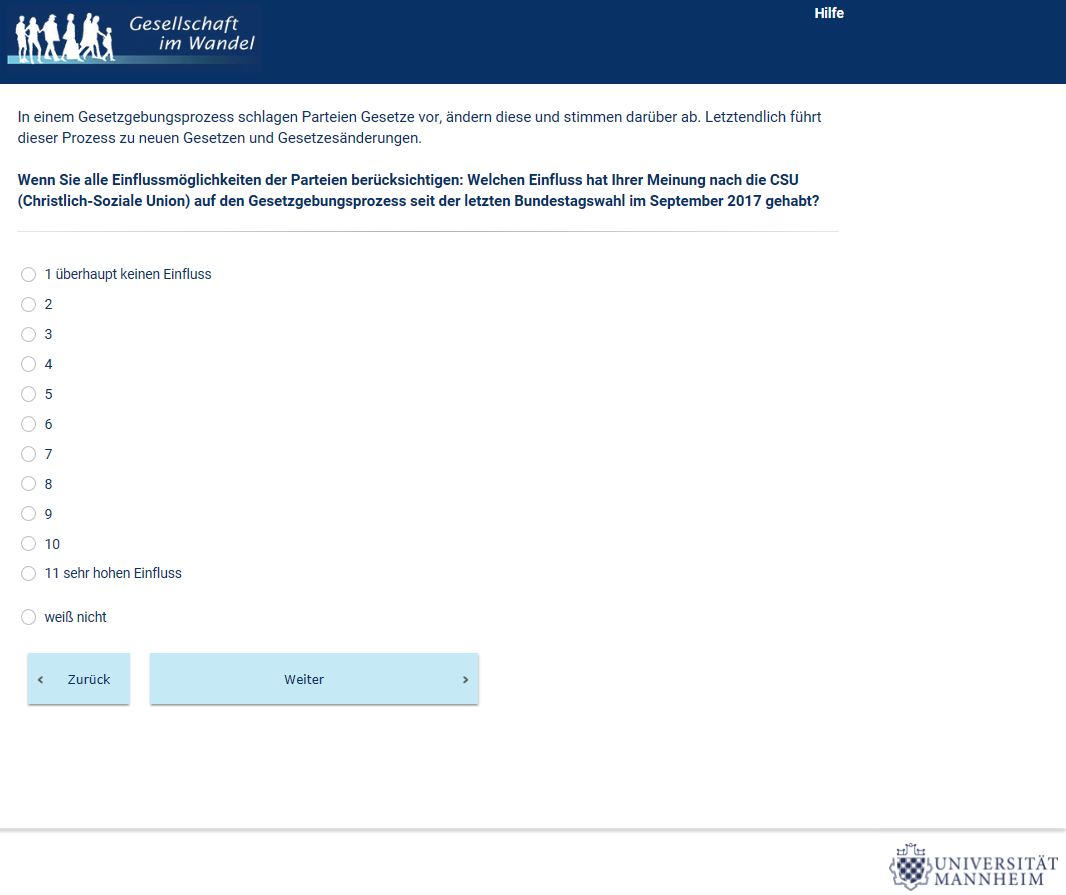 Gesellschaft
im Wandel
Hilfe
In einem Gesetzgebungsprozess schlagen Parteien Gesetze vor, ändern diese und stimmen darüber ab. Letztendlich führt
dieser Prozess zu neuen Gesetzen und Gesetzesänderungen.
Wenn Sie alle Einflussmöglichkeiten der Parteien berücksichtigen: Welchen Einfluss hat Ihrer Meinung nach die CSU
(Christlich-Soziale Union) auf den Gesetzgebungsprozess seit der letzten Bundestagswahl im September 2017 gehabt?
1 überhaupt keinen Einfluss
2
3
4
5
6
7
8
9
10
11 sehr hohen Einfluss
weiß nicht
‹ Zurück
Weiter ›
UNIVERSITÄT
MANNHEIM